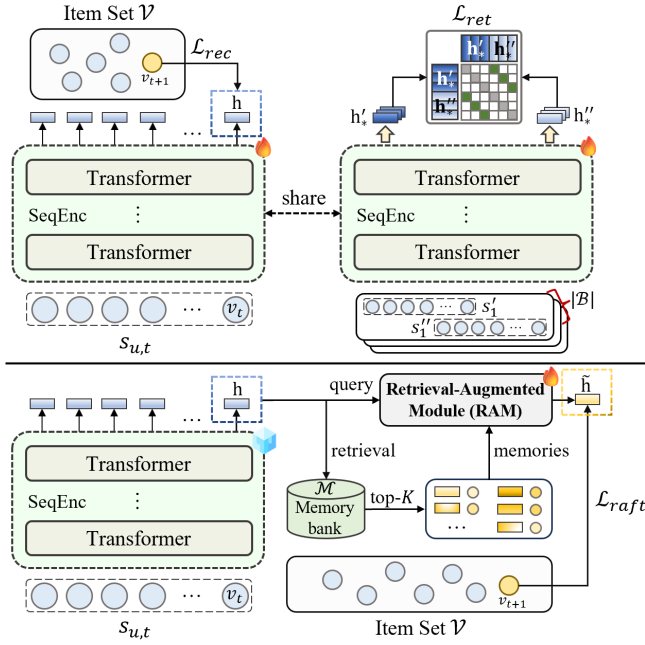 Item Set 𝒱
ℒ_rec
v_{t+1}
h
...
Transformer
SeqEnc
⋮
Transformer
...
v_t
s_{u,t}
share
ℒ_ret
h'_* h''_*
h'_*
h''_*
h'_*
h''_*
Transformer
SeqEnc
⋮
Transformer
... s'_1
s''_1 ...
|ℬ|
h
...
query
Retrieval-Augmented
Module (RAM)
h̃
retrieval
memories
Transformer
SeqEnc
⋮
Transformer
ℳ
Memory
bank
top-K
...
ℒ_raft
...
v_t
s_{u,t}
...
v_{t+1}
Item Set 𝒱